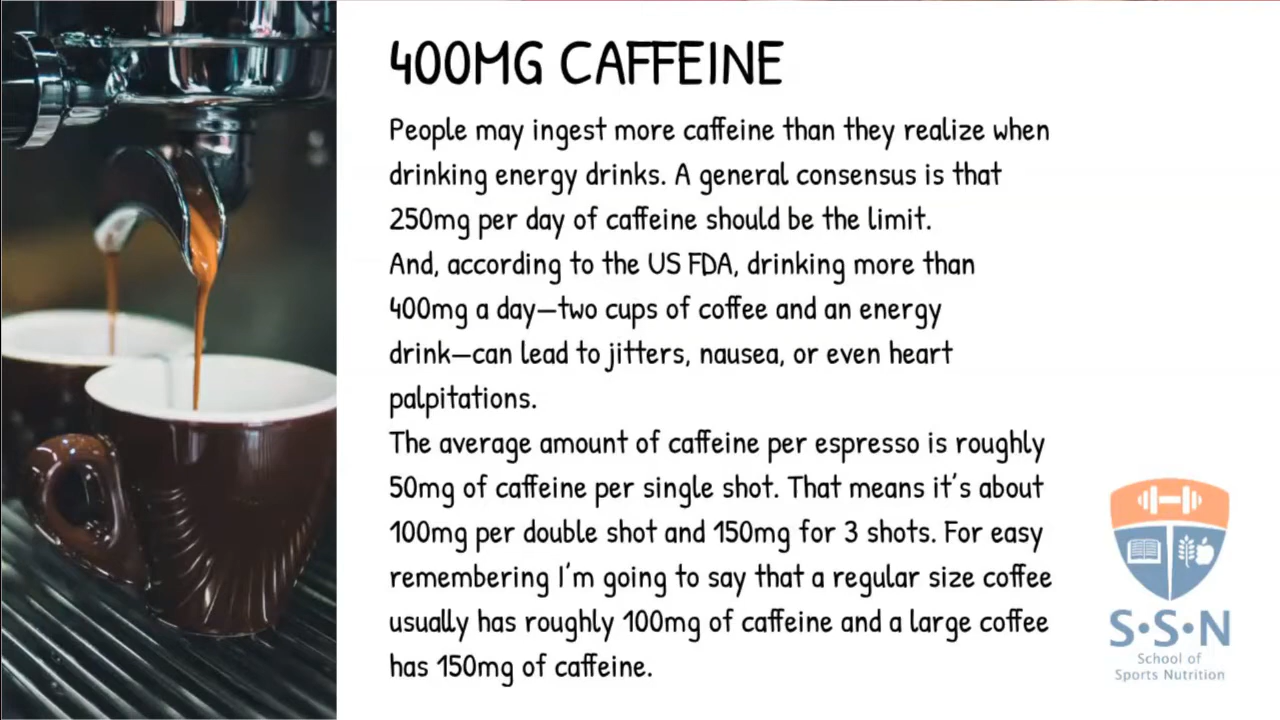 400MG CAFFEINE
People may ingest more caffeine than they realize when
drinking energy drinks. A general consensus is that
250mg per day of caffeine should be the limit.
And, according to the US FDA, drinking more than
400mg a day—two cups of coffee and an energy
drink—can lead to jitters, nausea, or even heart
palpitations.
The average amount of caffeine per espresso is roughly
50mg of caffeine per single shot. That means it's about
100mg per double shot and 150mg for 3 shots. For easy
remembering I'm going to say that a regular size coffee
usually has roughly 100mg of caffeine and a large coffee
has 150mg of caffeine.
S•S•N
School of
Sports Nutrition